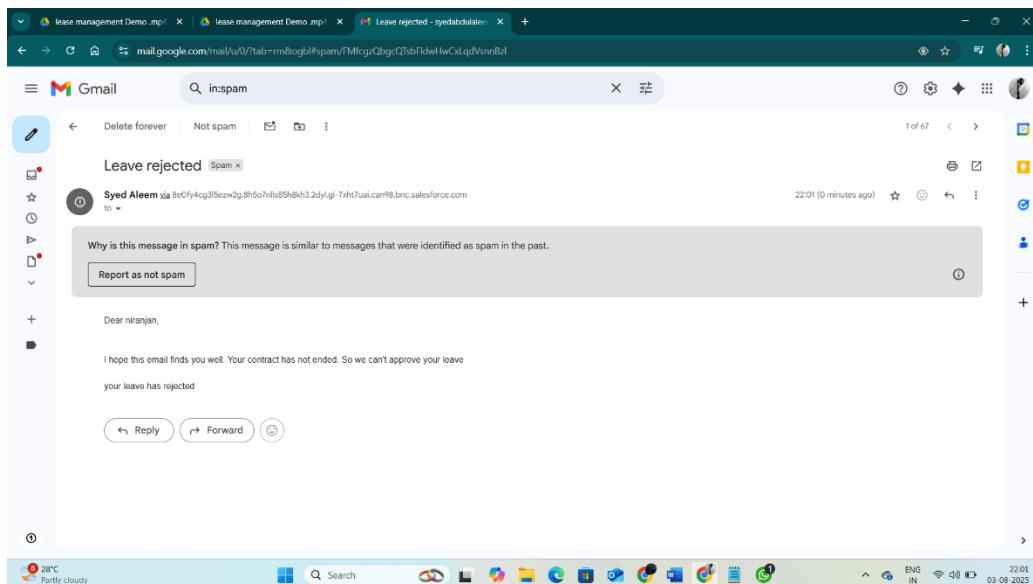 lease management Demo .mp4
lease management Demo .mp4
Leave rejected - syedabdulaleer
mail.google.com/mail/u/0/?tab=rm&ogbl#spam/FMfcgzQbgcQTsbFldwHwCxLqdVsnnBzl
Gmail
in:spam
Delete forever
Not spam
1 of 67
Leave rejected
Spam ×
Syed Aleem via 8e0fy4cg3l5ezw2g.8h5o7nlls85h8kh3.2dyl.gl-7xht7uai.can98.bnc.salesforce.com
22:01 (0 minutes ago)
to
Why is this message in spam? This message is similar to messages that were identified as spam in the past.
Report as not spam
Dear niranjan,
I hope this email finds you well. Your contract has not ended. So we can't approve your leave
your leave has rejected
Reply
Forward
28°C
Partly cloudy
Search
ENG
IN
22:01
03-08-2025